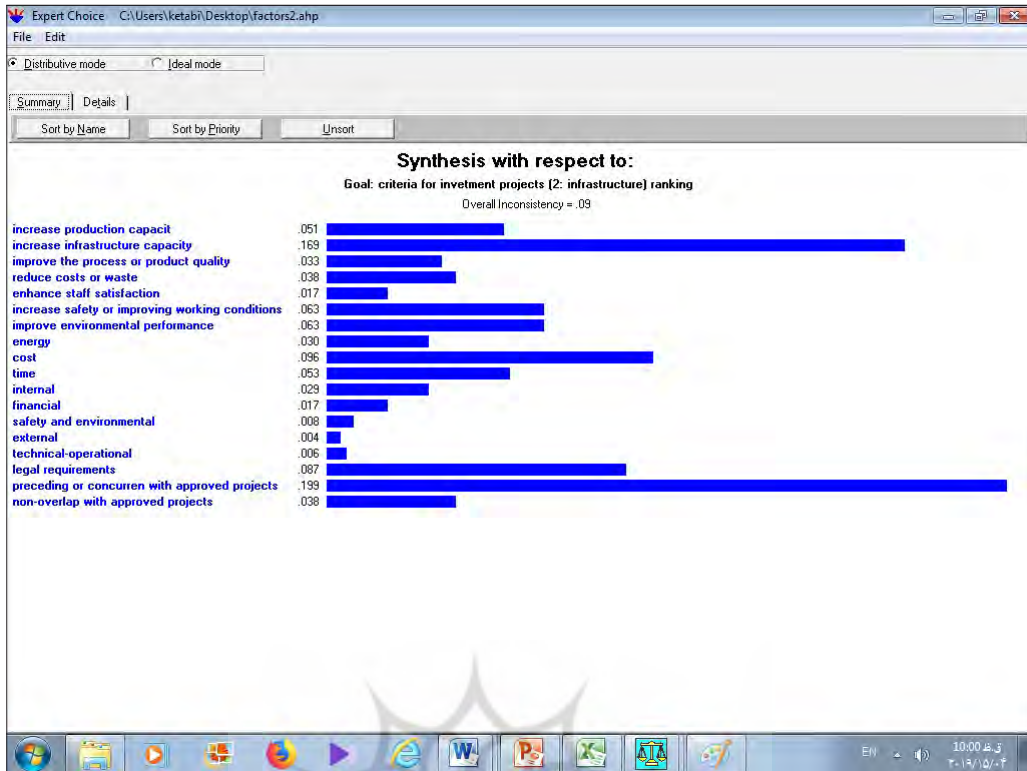 Expert Choice C:\Users\ketabi\Desktop\factors2.ahp
File Edit
Distributive mode Ideal mode
Summary Details
Sort by Name Sort by Priority Unsort
Synthesis with respect to:
Goal: criteria for invetment projects (2: infrastructure) ranking
Overall Inconsistency = .09
increase production capacit .051
increase infrastructure capacity .169
improve the process or product quality .033
reduce costs or waste .038
enhance staff satisfaction .017
increase safety or improving working conditions .063
improve environmental performance .063
energy .030
cost .096
time .053
internal .029
financial .017
safety and environmental .008
external .004
technical-operational .006
legal requirements .087
preceding or concurren with approved projects .199
non-overlap with approved projects .038
EN 10:00 ق.ظ
۲۰۱۹/۱۵/۰۴